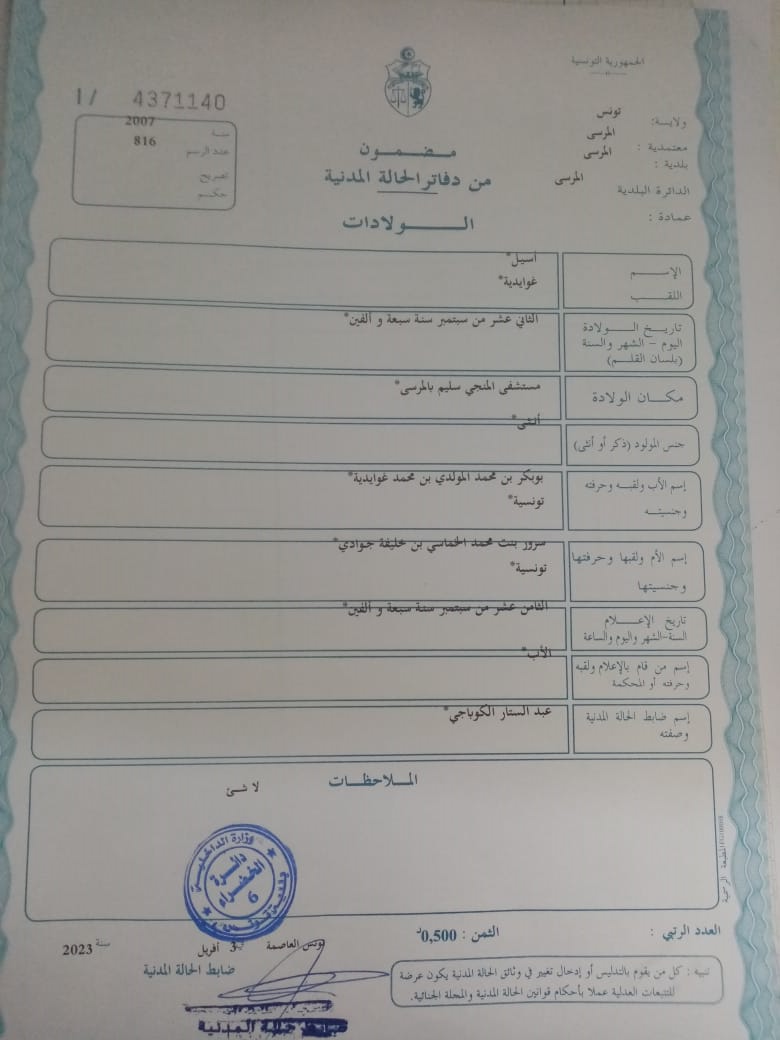 الجمهورية التونسية
I / 4371140
ولاية: تونس
معتمدية : المرسى
بلدية : المرسى
الدائرة البلدية المرسى
عمادة :
سنة 2007
عدد الرسم 816
تصريح
حكم
مضمون
من دفاتر الحالة المدنية
الولادات
الإسم أسيل*
اللقب غوايدية*
تاريخ الولادة الثاني عشر من سبتمبر سنة سبعة و ألفين*
اليوم - الشهر والسنة
(بلسان القلم)
مكان الولادة مستشفى المنجي سليم بالمرسى*
جنس المولود (ذكر أو أنثى) أنثى*
إسم الأب ولقبه وحرفته بوبكر بن محمد المولدي بن محمد غوايدية*
وجنسيته تونسية*
إسم الأم ولقبها وحرفتها سرور بنت محمد الخماسي بن خليفة جوادي*
وجنسيتها تونسية*
تاريخ الإعلام الثامن عشر من سبتمبر سنة سبعة و ألفين*
السنة-الشهر واليوم والساعة
إسم من قام بالإعلام ولقبه الأب*
وحرفته أو المحكمة
إسم ضابط الحالة المدنية عبد الستار الكوباجي*
وصفته
الملاحظات
لا شئ
وزارة الداخلية
دائرة
الخضراء
6
بلدية تونس
المطبعة الرسمية
العدد الرتبي :
الثمن : 0,500د
تونس العاصمة 3 أفريل سنة 2023
ضابط الحالة المدنية
تنبيه : كل من يقوم بالتدليس أو إدخال تغيير في وثائق الحالة المدنية يكون عرضة
للتتبعات العدلية عملا بأحكام قوانين الحالة المدنية والمجلة الجنائية.